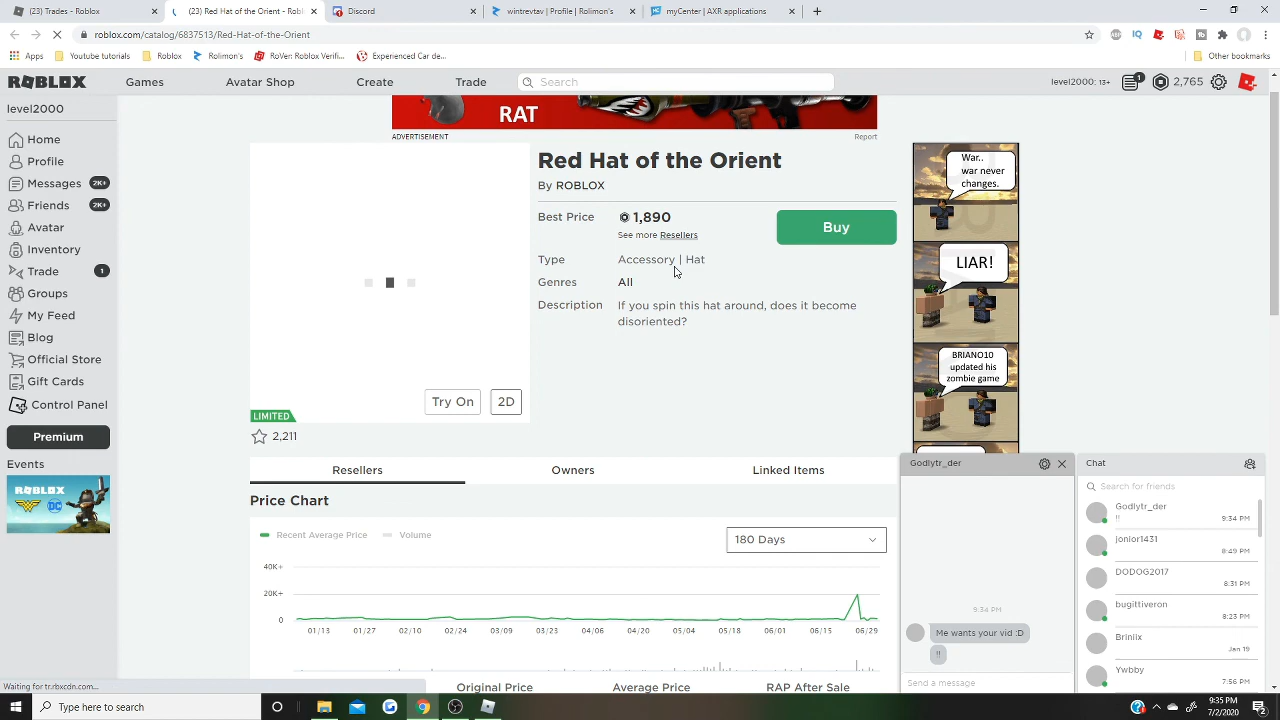 (23) Trades - Roblox
(23) Red Hat of the Orient - Robl
Discord
wintrevtav | Profile | Rolimon's
myCenter | AX Applications
roblox.com/catalog/6837513/Red-Hat-of-the-Orient
Apps
Youtube tutorials
Roblox
Rolimon's
RoVer: Roblox Verifi...
Experienced Car de...
Other bookmarks
ROBLOX
Games
Avatar Shop
Create
Trade
Search
level2000: 13+
1
2,765
level2000
Home
Profile
Messages 2K+
Friends 2K+
Avatar
Inventory
Trade 1
Groups
My Feed
Blog
Official Store
Gift Cards
Control Panel
Premium
Events
ROBLOX
DC
RAT
ADVERTISEMENT
Report
Red Hat of the Orient
By ROBLOX
Best Price 1,890
See more Resellers
Buy
Type Accessory | Hat
Genres All
Description If you spin this hat around, does it become
disoriented?
Try On
2D
LIMITED
2,211
War..
war never
changes.
LIAR!
BRIANO10
updated his
zombie game
Resellers
Owners
Linked Items
Price Chart
Recent Average Price
Volume
180 Days
40K+
20K+
0
01/13 01/27 02/10 02/24 03/09 03/23 04/06 04/20 05/04 05/18 06/01 06/15 06/29
Original Price
Average Price
RAP After Sale
Godlytr_der
9:34 PM
Me wants your vid :D
!!
Send a message
Chat
Search for friends
Godlytr_der
!!
9:34 PM
jonior1431
8:49 PM
DODOG2017
8:31 PM
bugittiveron
8:23 PM
Briniix
Jan 19
Ywbby
7:56 PM
Waiting for tr.rbxcdn.com...
Type here to search
9:35 PM
7/2/2020
2